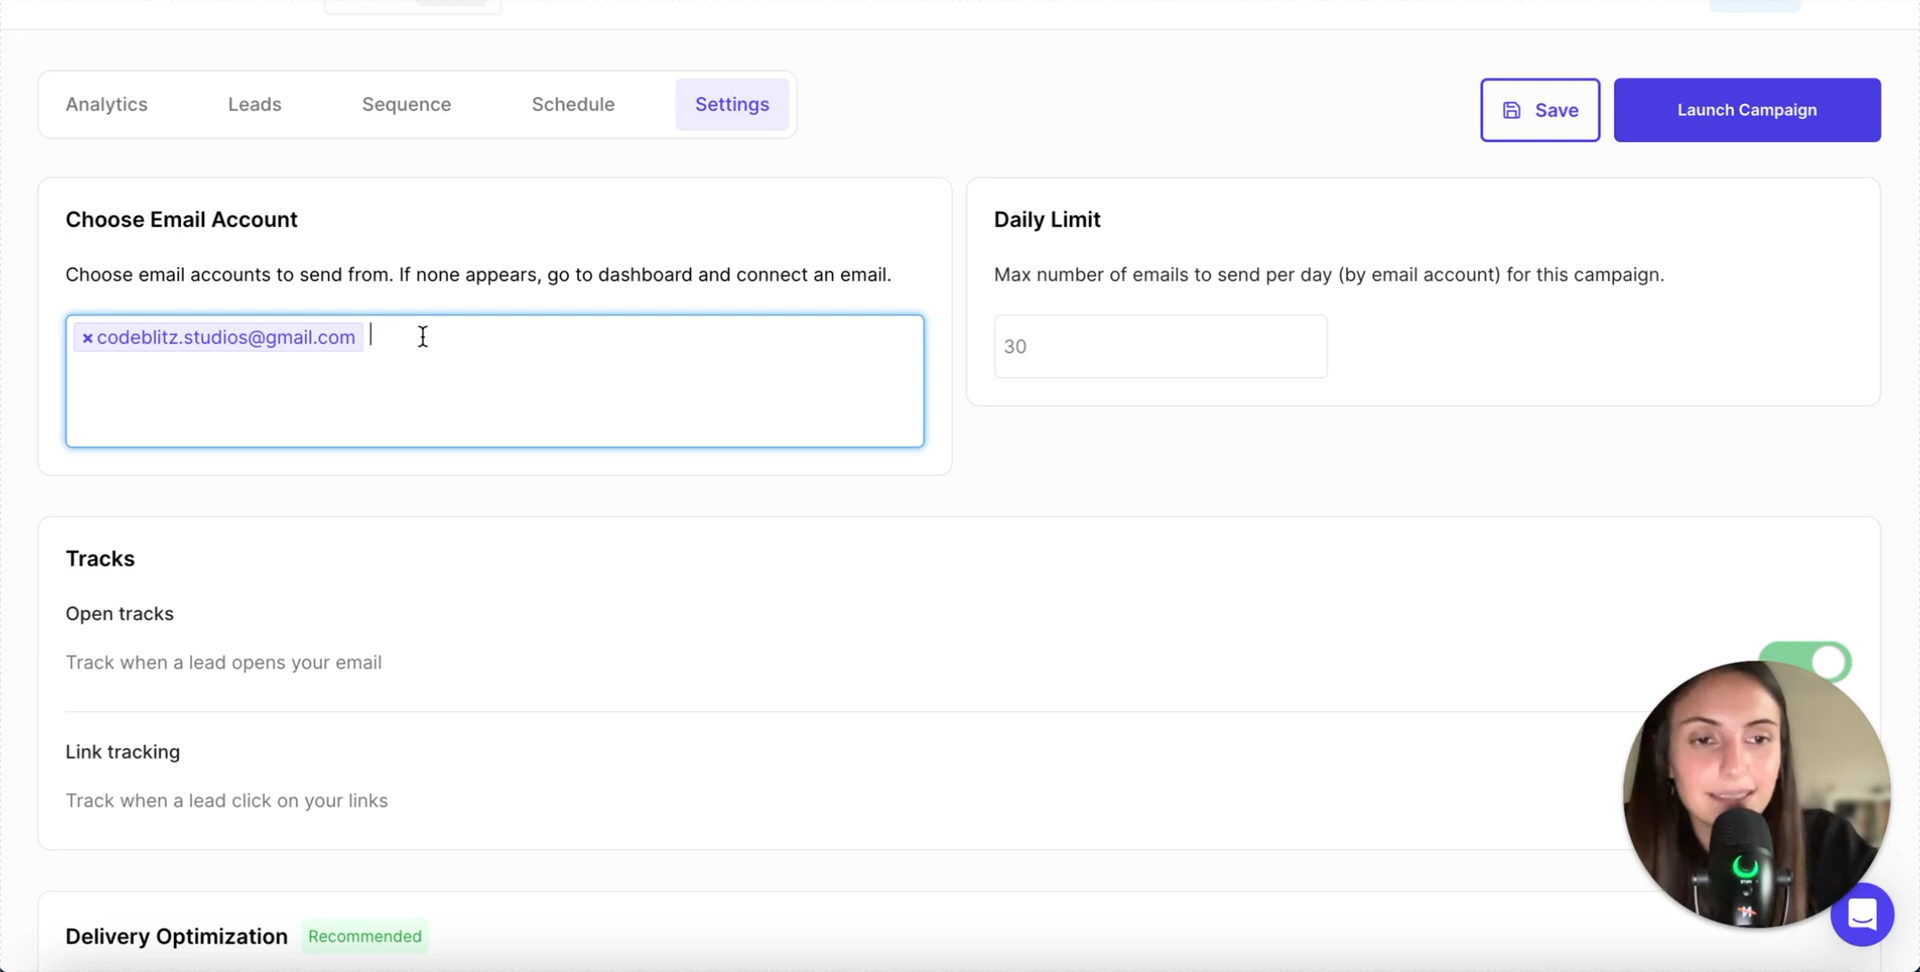 Analytics
Leads
Sequence
Schedule
Settings
Save
Launch Campaign
Choose Email Account
Choose email accounts to send from. If none appears, go to dashboard and connect an email.
×codeblitz.studios@gmail.com
Daily Limit
Max number of emails to send per day (by email account) for this campaign.
30
Tracks
Open tracks
Track when a lead opens your email
Link tracking
Track when a lead click on your links
Delivery Optimization
Recommended